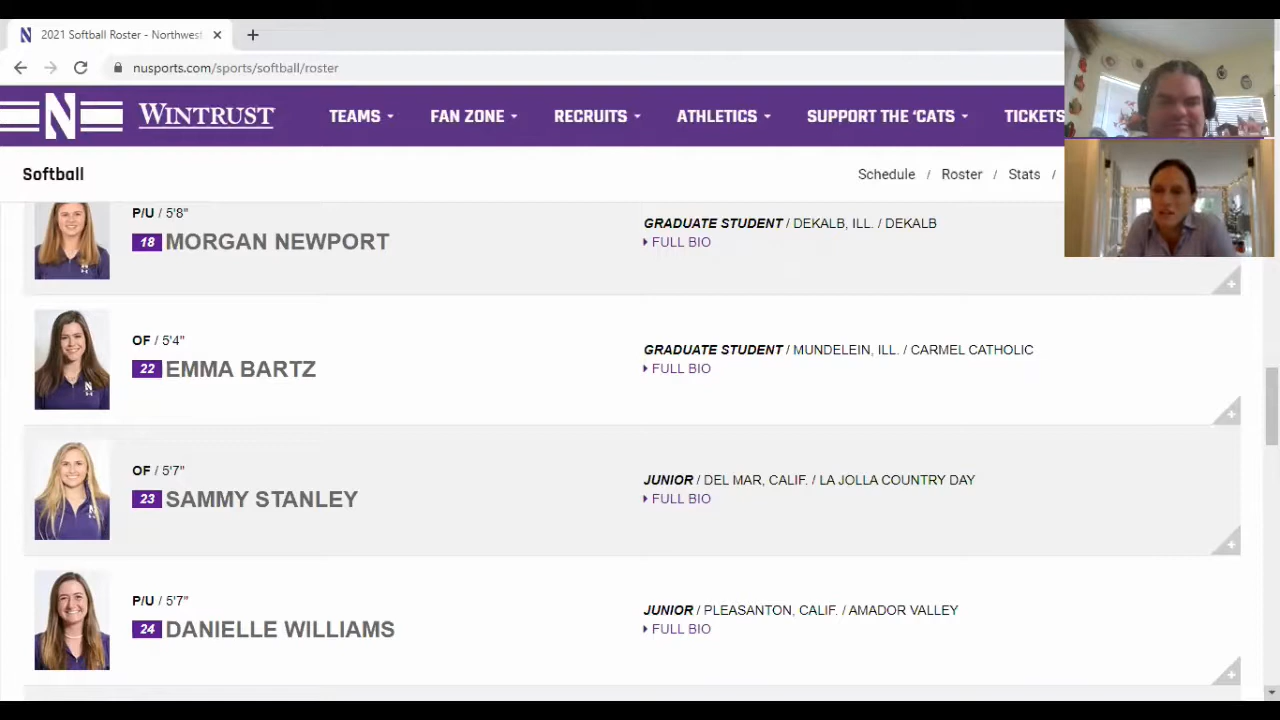 2021 Softball Roster - Northwest
nusports.com/sports/softball/roster
N WINTRUST TEAMS FAN ZONE RECRUITS ATHLETICS SUPPORT THE 'CATS TICKETS
Softball Schedule / Roster / Stats /
P/U / 5'8"
18 MORGAN NEWPORT
GRADUATE STUDENT / DEKALB, ILL. / DEKALB
FULL BIO
OF / 5'4"
22 EMMA BARTZ
GRADUATE STUDENT / MUNDELEIN, ILL. / CARMEL CATHOLIC
FULL BIO
OF / 5'7"
23 SAMMY STANLEY
JUNIOR / DEL MAR, CALIF. / LA JOLLA COUNTRY DAY
FULL BIO
P/U / 5'7"
24 DANIELLE WILLIAMS
JUNIOR / PLEASANTON, CALIF. / AMADOR VALLEY
FULL BIO